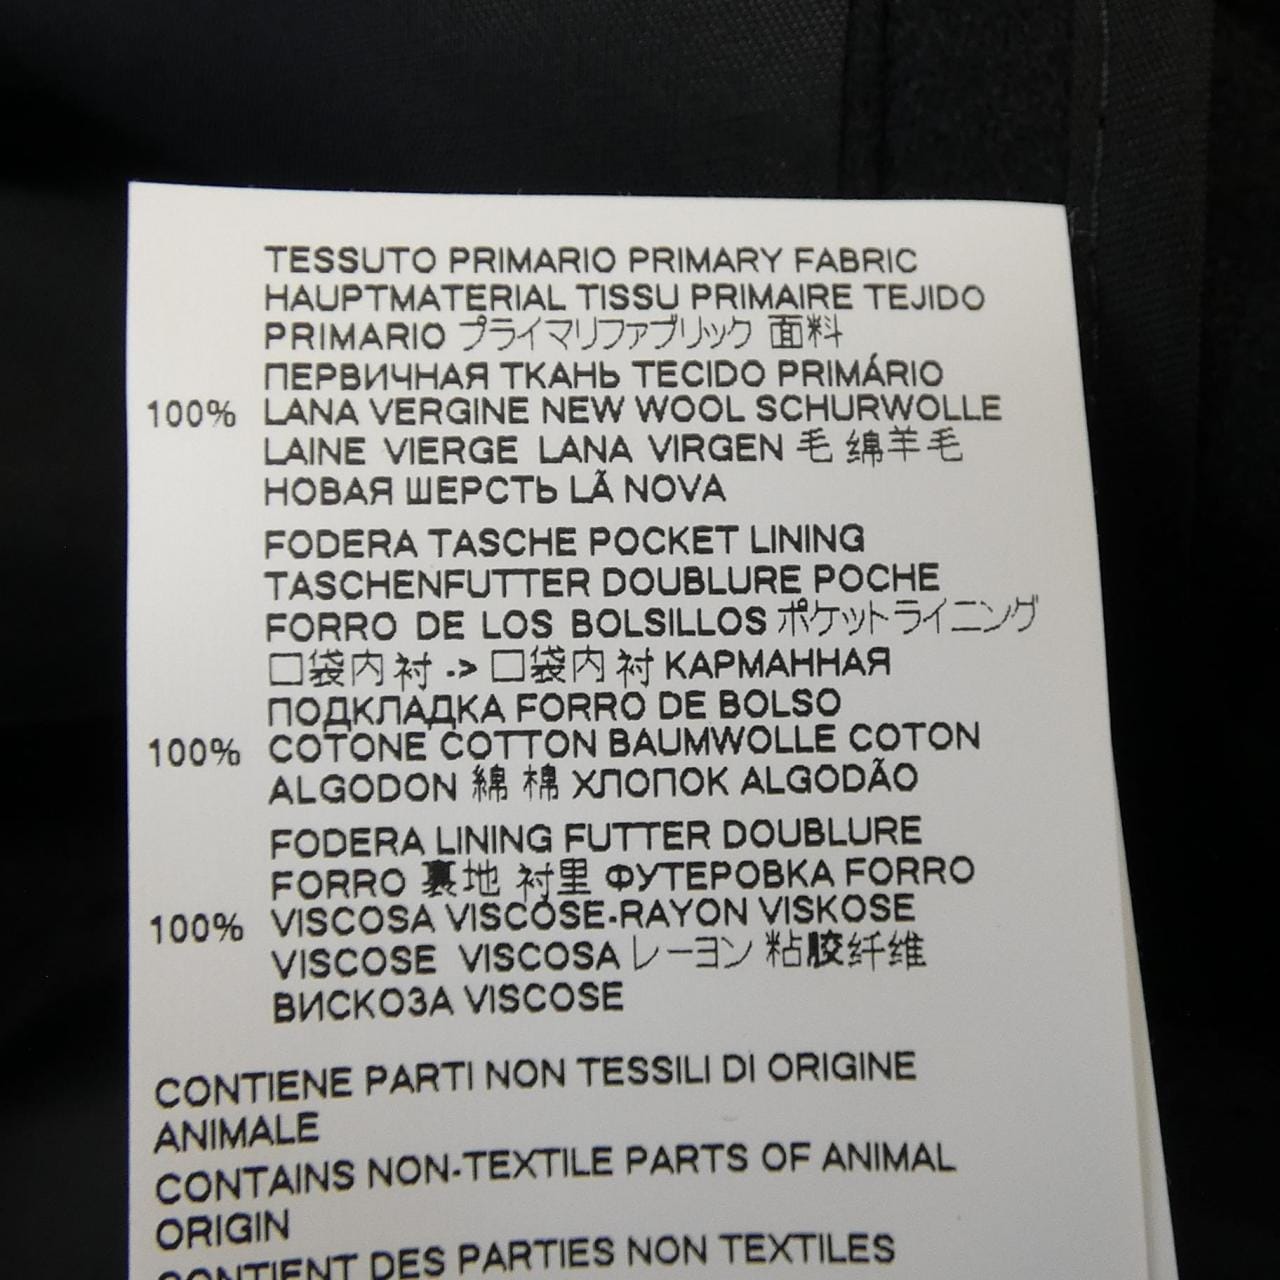 TESSUTO PRIMARIO PRIMARY FABRIC
HAUPTMATERIAL TISSU PRIMAIRE TEJIDO
PRIMARIO プライマリファブリック 面料
ПЕРВИЧНАЯ ТКАНЬ TECIDO PRIMÁRIO
100% LANA VERGINE NEW WOOL SCHURWOLLE
LAINE VIERGE LANA VIRGEN 毛 绵羊毛
НОВАЯ ШЕРСТЬ LÃ NOVA
FODERA TASCHE POCKET LINING
TASCHENFUTTER DOUBLURE POCHE
FORRO DE LOS BOLSILLOS ポケットライニング
口袋内衬 -> 口袋内衬 КАРМАННАЯ
ПОДКЛАДКА FORRO DE BOLSO
100% COTONE COTTON BAUMWOLLE COTON
ALGODON 綿 棉 ХЛОПОК ALGODÃO
FODERA LINING FUTTER DOUBLURE
FORRO 裏地 衬里 ФУТЕРОВКА FORRO
100% VISCOSA VISCOSE-RAYON VISKOSE
VISCOSE VISCOSA レーヨン 粘胶纤维
ВИСКОЗА VISCOSE
CONTIENE PARTI NON TESSILI DI ORIGINE
ANIMALE
CONTAINS NON-TEXTILE PARTS OF ANIMAL
ORIGIN
CONTIENT DES PARTIES NON TEXTILES